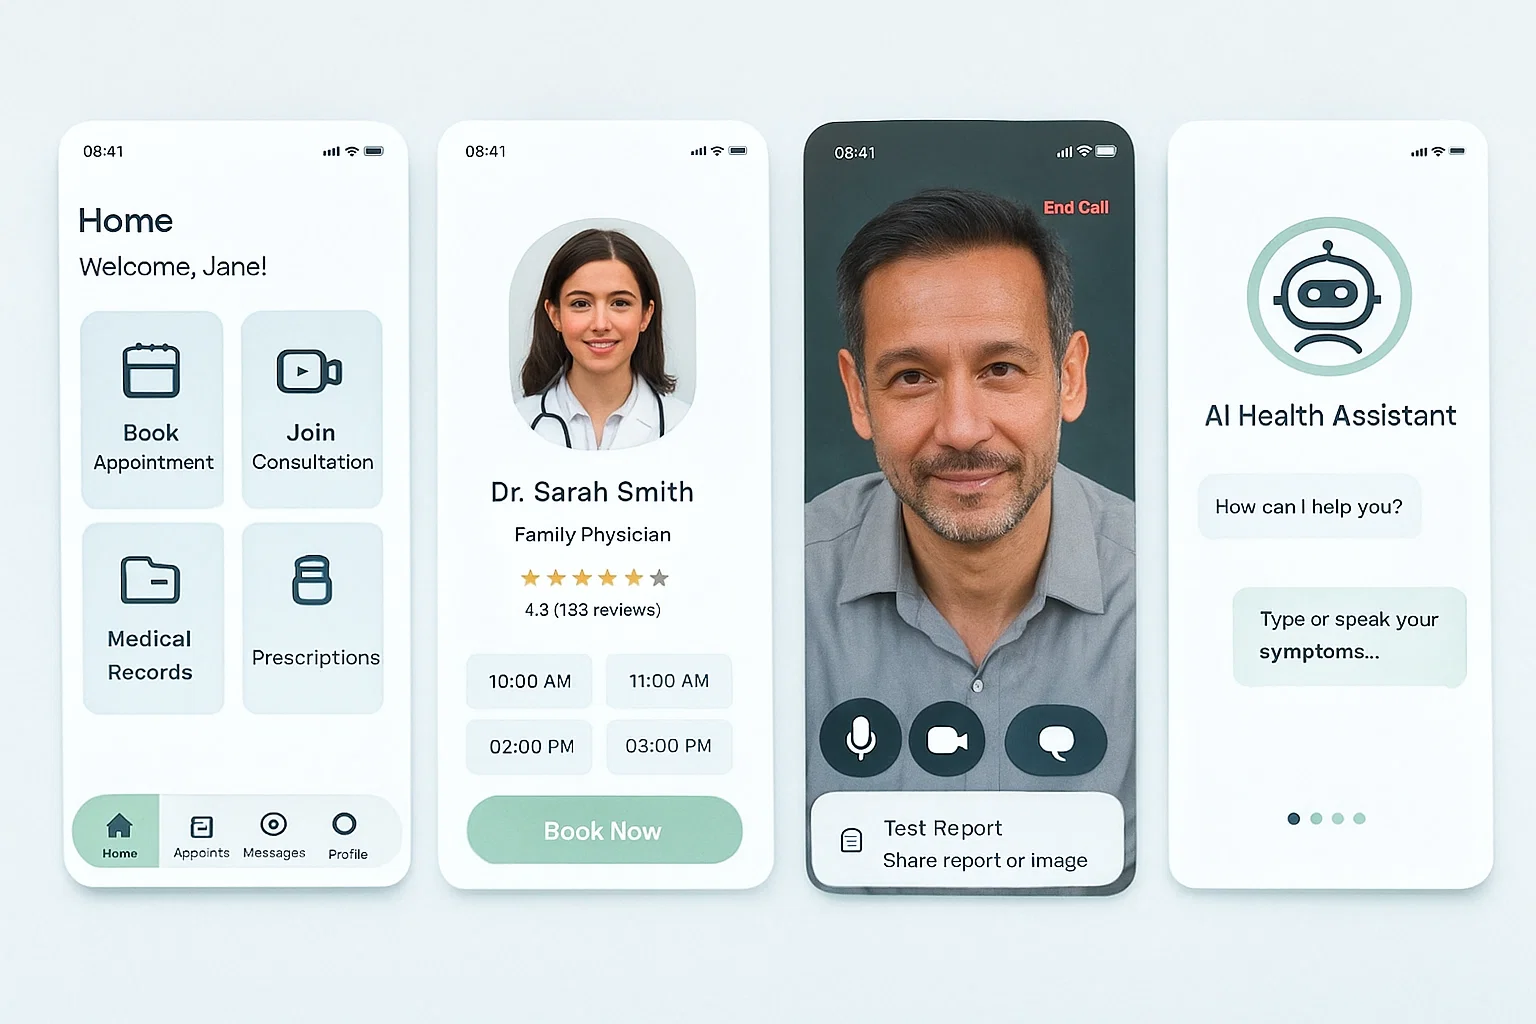 08:41
Home
Welcome, Jane!
Book
Appointment
Join
Consultation
Medical
Records
Prescriptions
Home
Appoints
Messages
Profile
08:41
Dr. Sarah Smith
Family Physician
4.3 (133 reviews)
10:00 AM
11:00 AM
02:00 PM
03:00 PM
Book Now
08:41
End Call
Test Report
Share report or image
AI Health Assistant
How can I help you?
Type or speak your
symptoms...